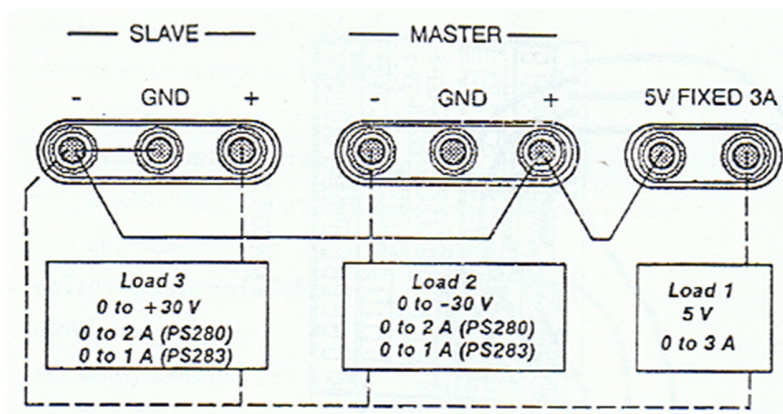 SLAVE MASTER
- GND + - GND + 5V FIXED 3A
Load 3
0 to +30 V
0 to 2 A (PS280)
0 to 1 A (PS283)
Load 2
0 to -30 V
0 to 2 A (PS280)
0 to 1 A (PS283)
Load 1
5 V
0 to 3 A